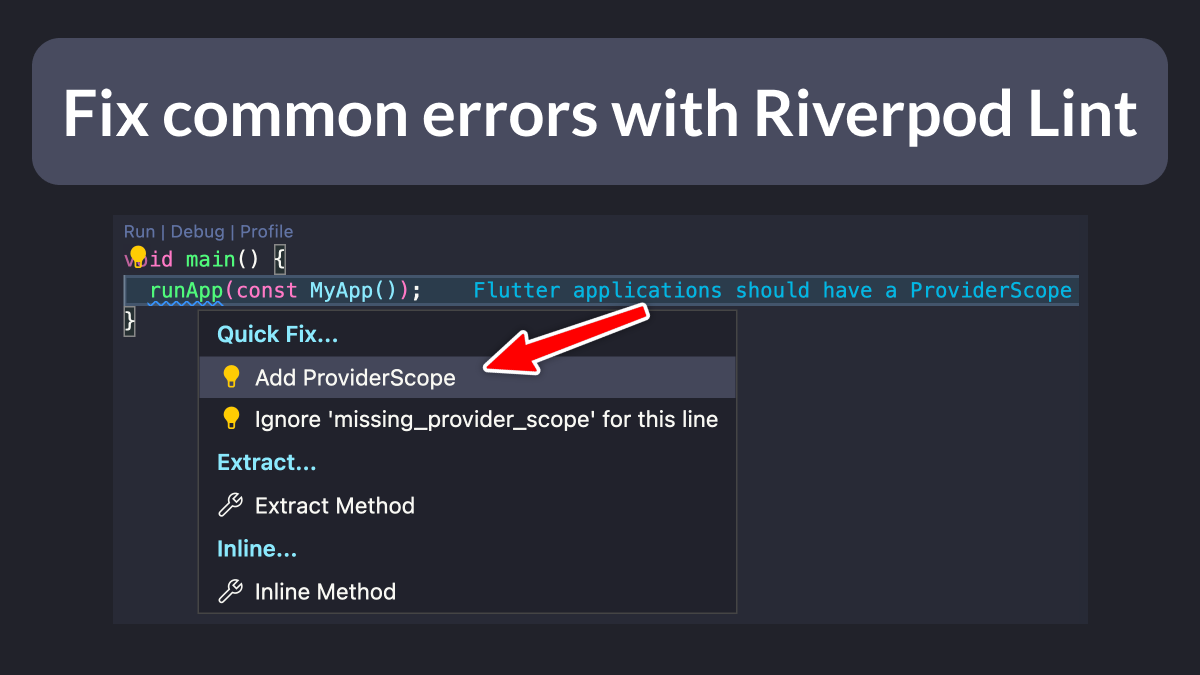 Fix common errors with Riverpod Lint
Run | Debug | Profile
void main() {
runApp(const MyApp()); Flutter applications should have a ProviderScope
}
Quick Fix...
Add ProviderScope
Ignore 'missing_provider_scope' for this line
Extract...
Extract Method
Inline...
Inline Method